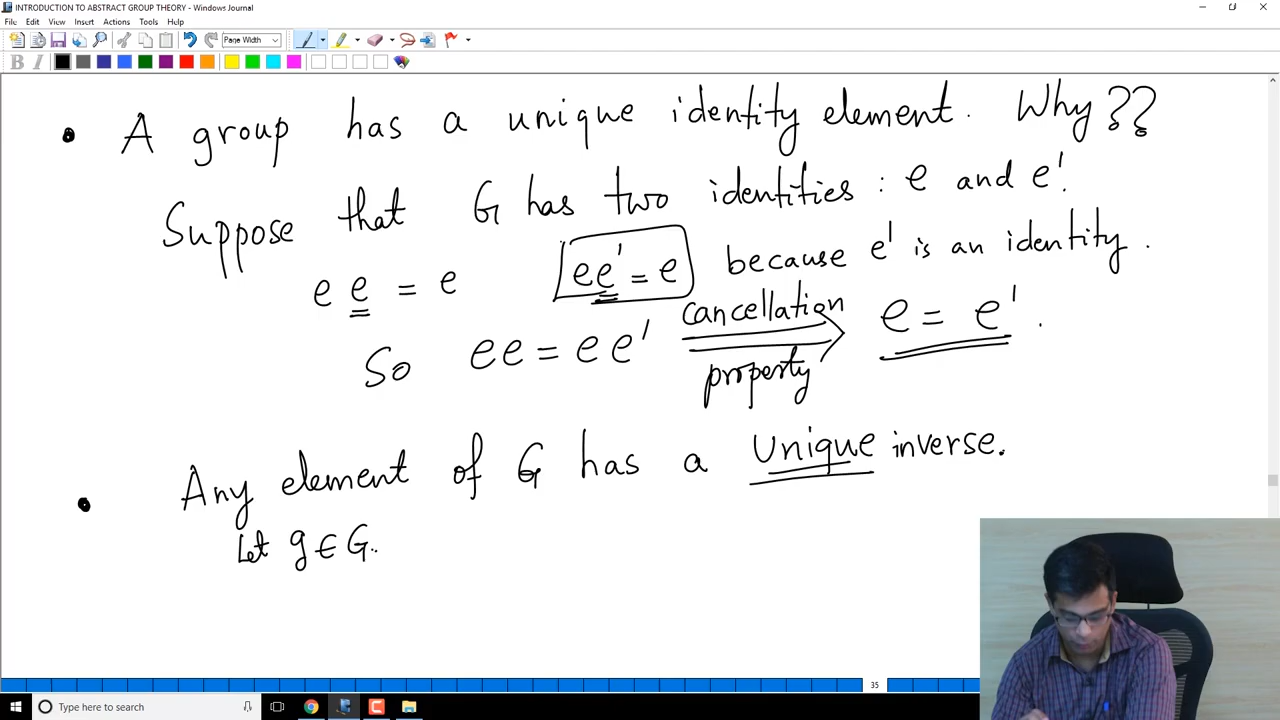 INTRODUCTION TO ABSTRACT GROUP THEORY - Windows Journal
File Edit View Insert Actions Tools Help
Page Width
B I
• A group has a unique identity element. Why??
Suppose that G has two identities : e and e'.
e e = e ee' = e because e' is an identity.
So ee = ee' cancellation property ⟹ e = e'.
• Any element of G has a unique inverse.
Let g ∈ G.
35
Type here to search